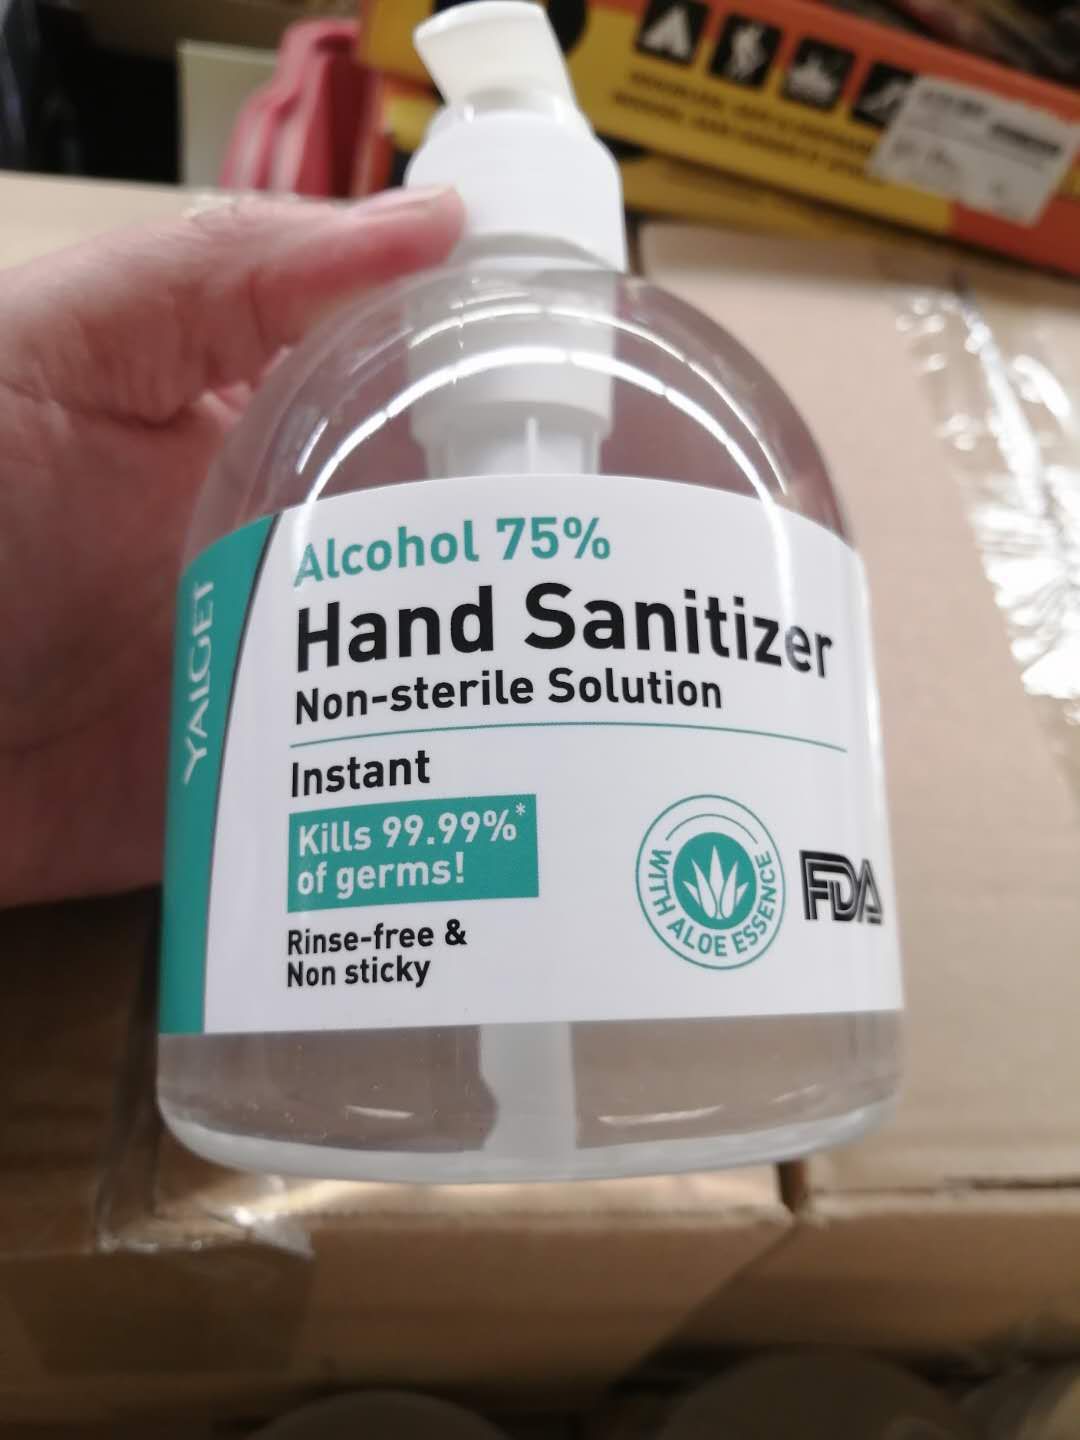 YAIGET
Alcohol 75%
Hand Sanitizer
Non-sterile Solution
Instant
Kills 99.99%*
of germs!
Rinse-free &
Non sticky
WITH ALOE ESSENCE
FDA